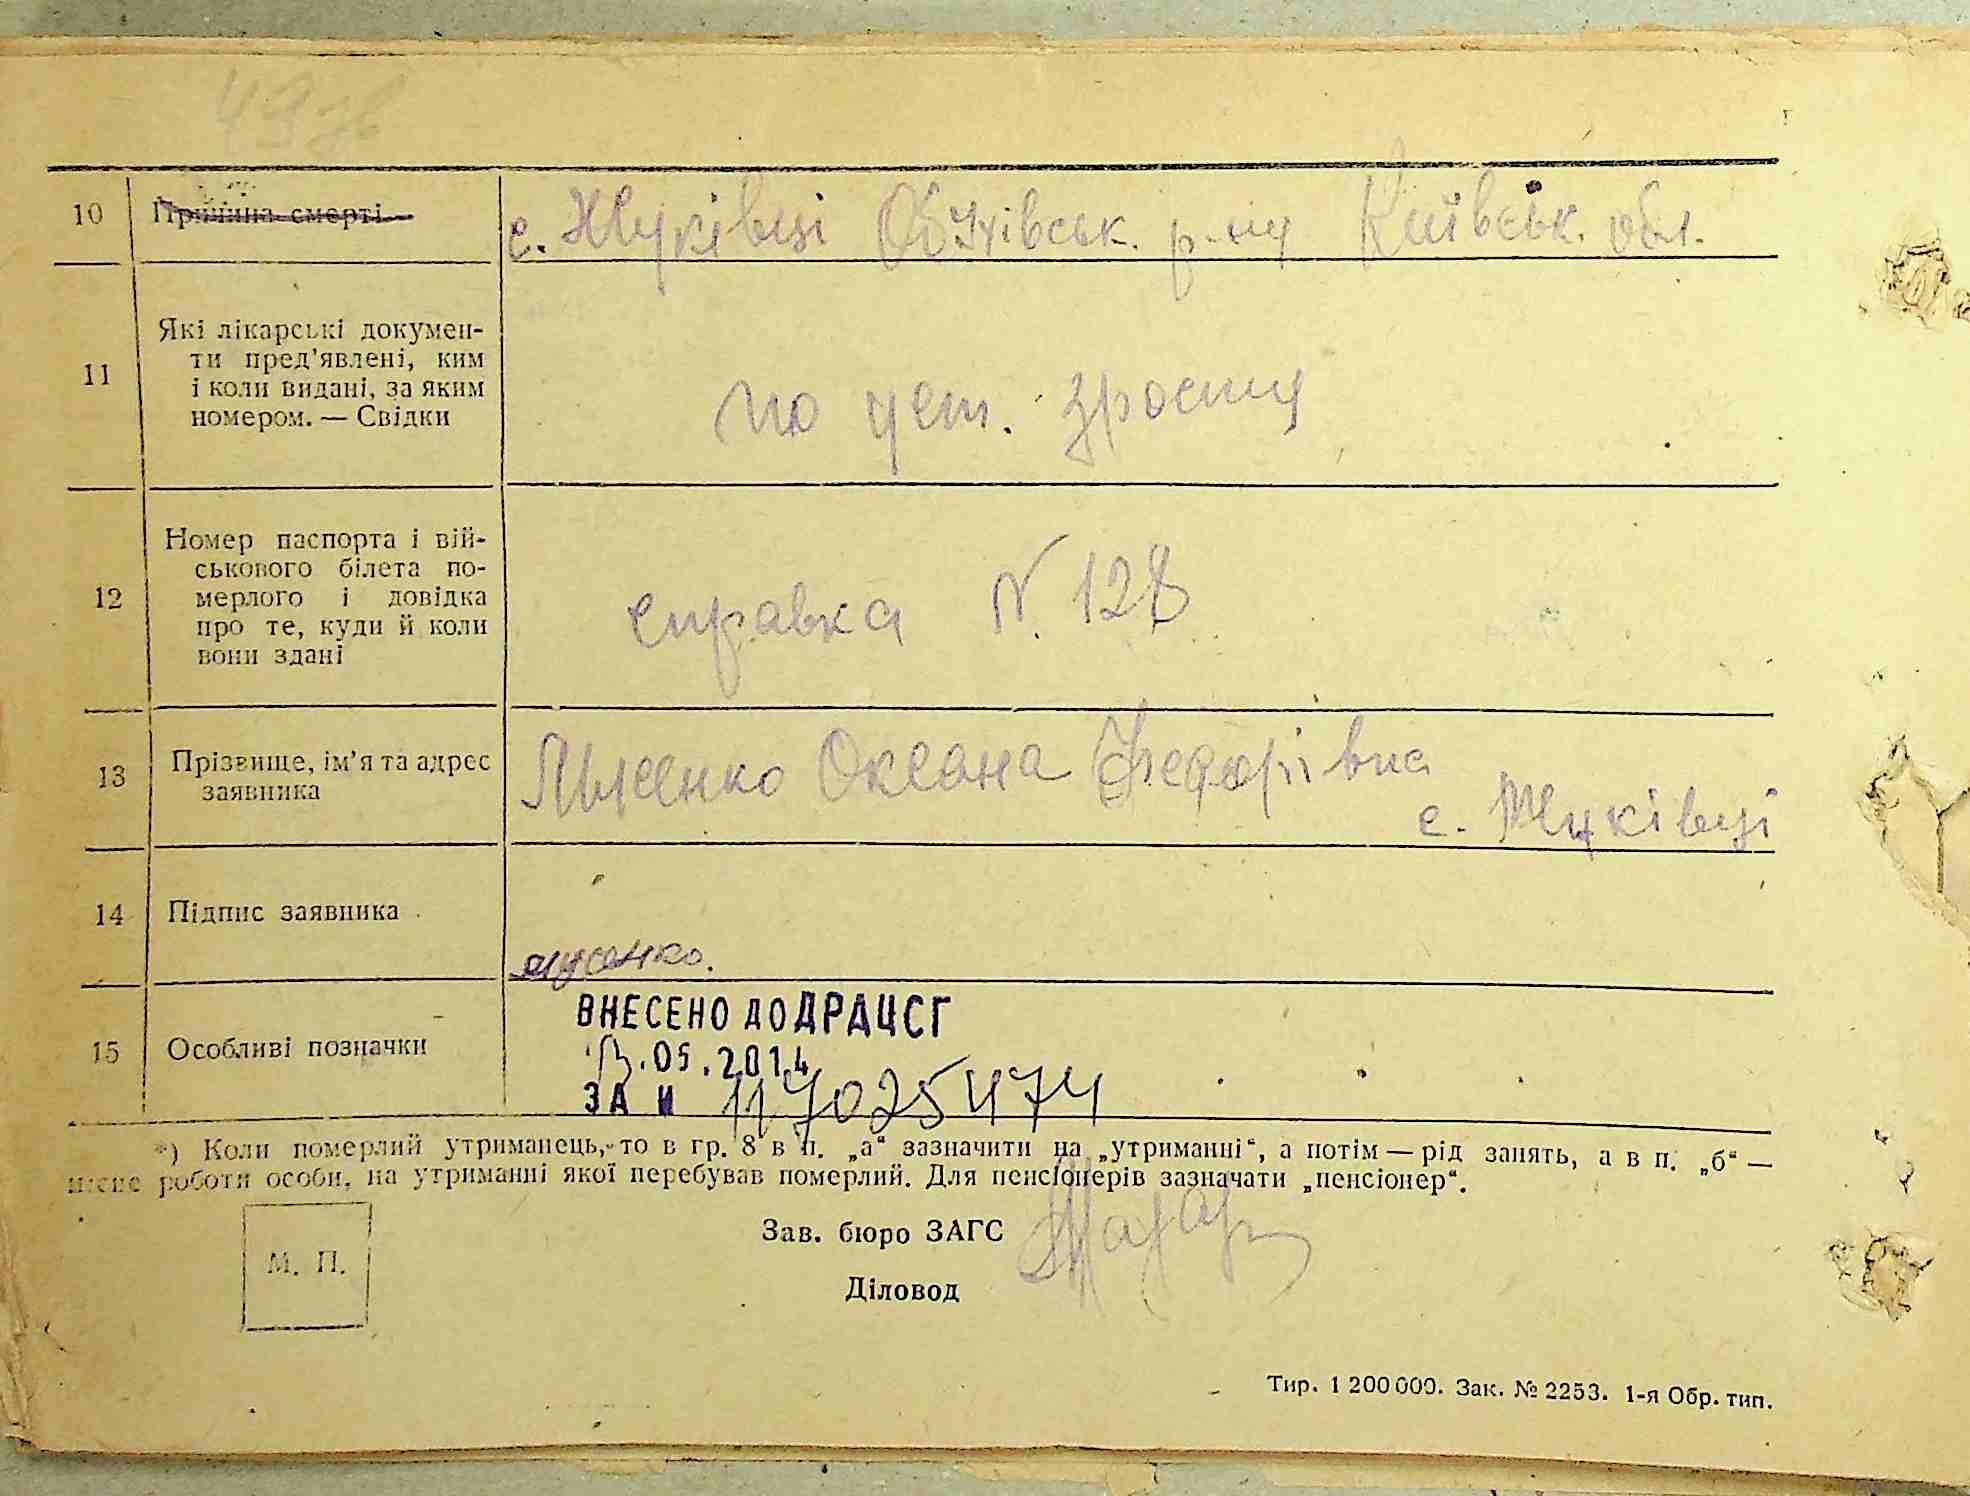 10 Причина смерті
с. Жуківці Обухівськ. р-ну Київськ. обл.
11 Які лікарські докумен-
ти пред'явлені, ким
і коли видані, за яким
номером. — Свідки
по уст.
12 Номер паспорта і вій-
ськового білета по-
мерлого і довідка
про те, куди й коли
вони здані
справка N. 128
13 Прізвище, ім'я та адрес
заявника
Оксана Федорівна
с. Жуківці
14 Підпис заявника
15 Особливі позначки
ВНЕСЕНО ДО ДРАЦСГ
.05.2014
ЗА И 117025474
*) Коли померлий утриманець, то в гр. 8 в п. „а“ зазначити на „утриманні“, а потім — рід занять, а в п. „б“ —
місце роботи особи, на утриманні якої перебував померлий. Для пенсіонерів зазначати „пенсіонер“.
Зав. бюро ЗАГС
М. П.
Діловод
Тир. 1 200 000. Зак. № 2253. 1-я Обр. тип.